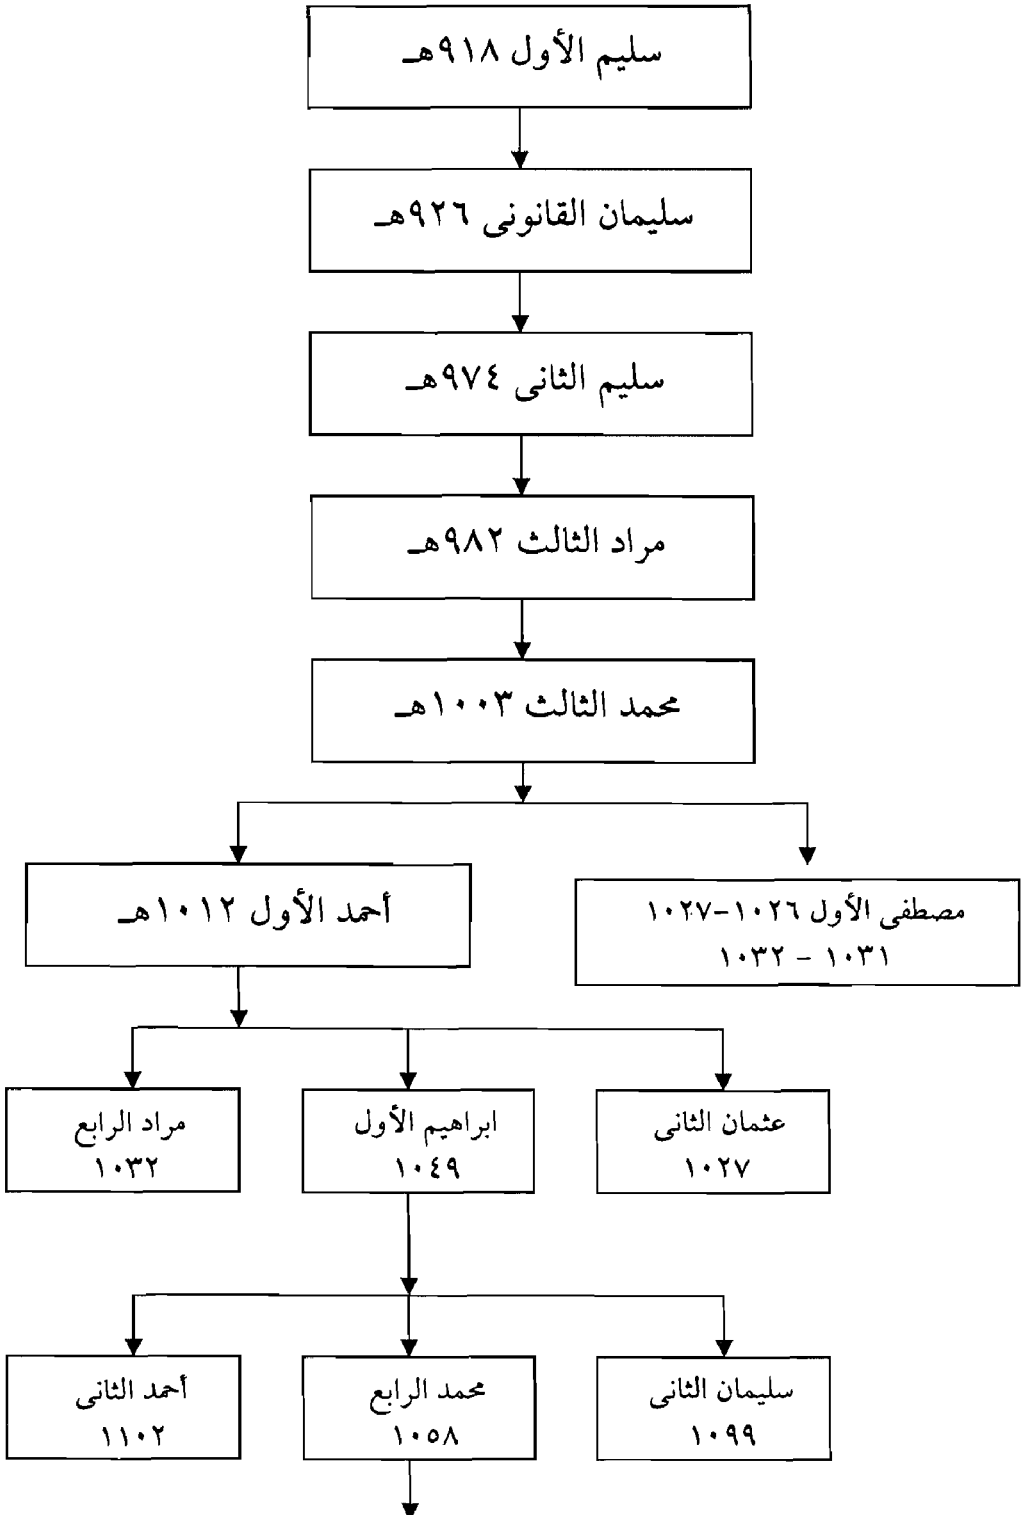 سليم الأول ٩١٨هـ
سليمان القانونى ٩٢٦هـ
سليم الثانى ٩٧٤هـ
مراد الثالث ٩٨٢هـ
محمد الثالث ١٠٠٣هـ
مصطفى الأول ١٠٢٦-١٠٢٧
١٠٣١ - ١٠٣٢
أحمد الأول ١٠١٢هـ
عثمان الثانى
١٠٢٧
ابراهيم الأول
١٠٤٩
مراد الرابع
١٠٣٢
سليمان الثانى
١٠٩٩
محمد الرابع
١٠٥٨
أحمد الثانى
١١٠٢